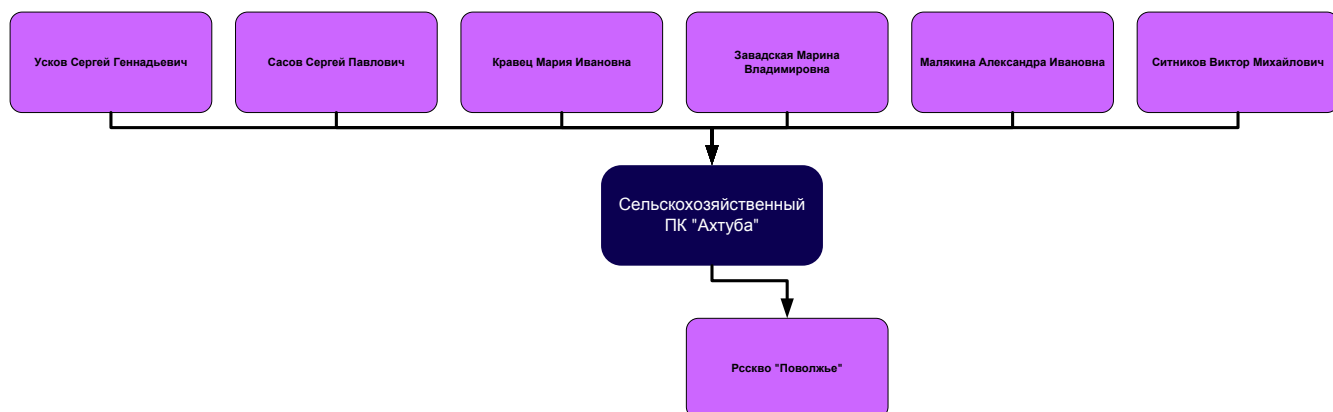 Усков Сергей Геннадьевич
Сасов Сергей Павлович
Кравец Мария Ивановна
Завадская Марина
Владимировна
Малякина Александра Ивановна
Ситников Виктор Михайлович
Сельскохозяйственный
ПК "Ахтуба"
Рсскво "Поволжье"